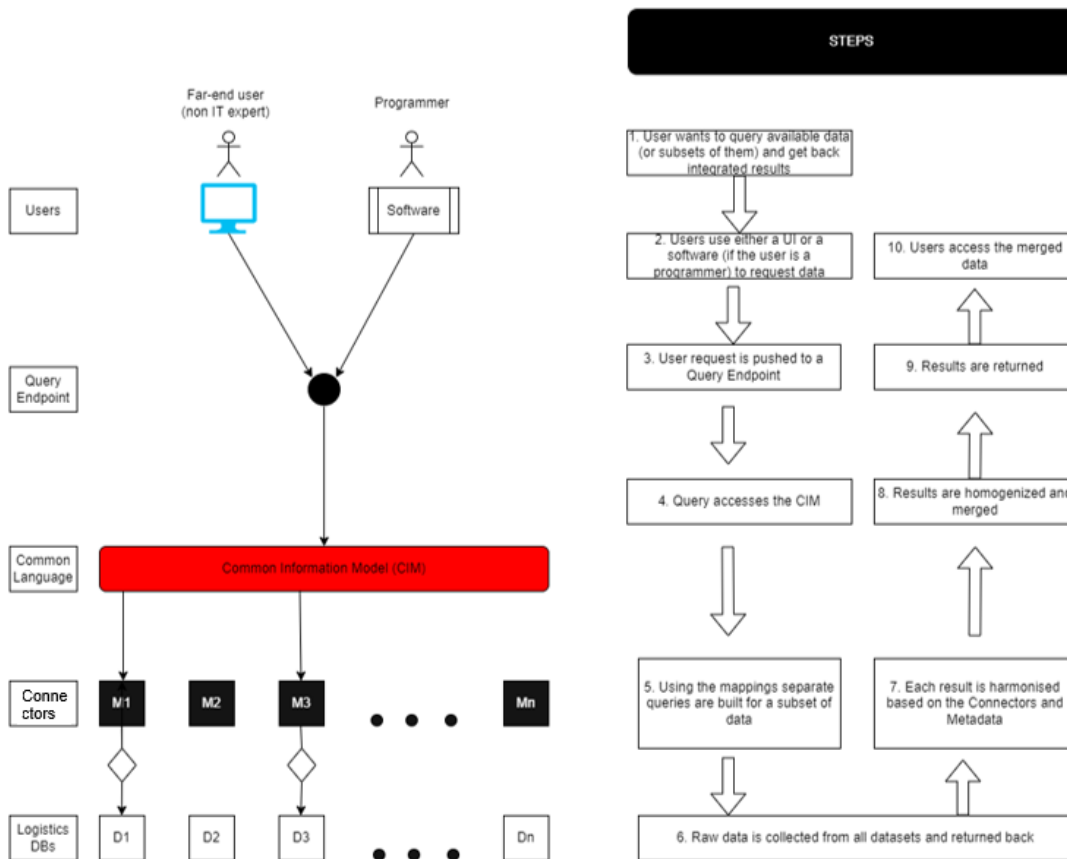 STEPS
Far-end user
(non IT expert)
Programmer
Users
Software
Query
Endpoint
Common
Language
Common Information Model (CIM)
Conne
ctors
M1
M2
M3
Mn
Logistics
DBs
D1
D2
D3
Dn
1. User wants to query available data
(or subsets of them) and get back
integrated results
2. Users use either a UI or a
software (if the user is a
programmer) to request data
3. User request is pushed to a
Query Endpoint
4. Query accesses the CIM
5. Using the mappings separate
queries are built for a subset of
data
6. Raw data is collected from all datasets and returned back
7. Each result is harmonised
based on the Connectors and
Metadata
8. Results are homogenized and
merged
9. Results are returned
10. Users access the merged
data